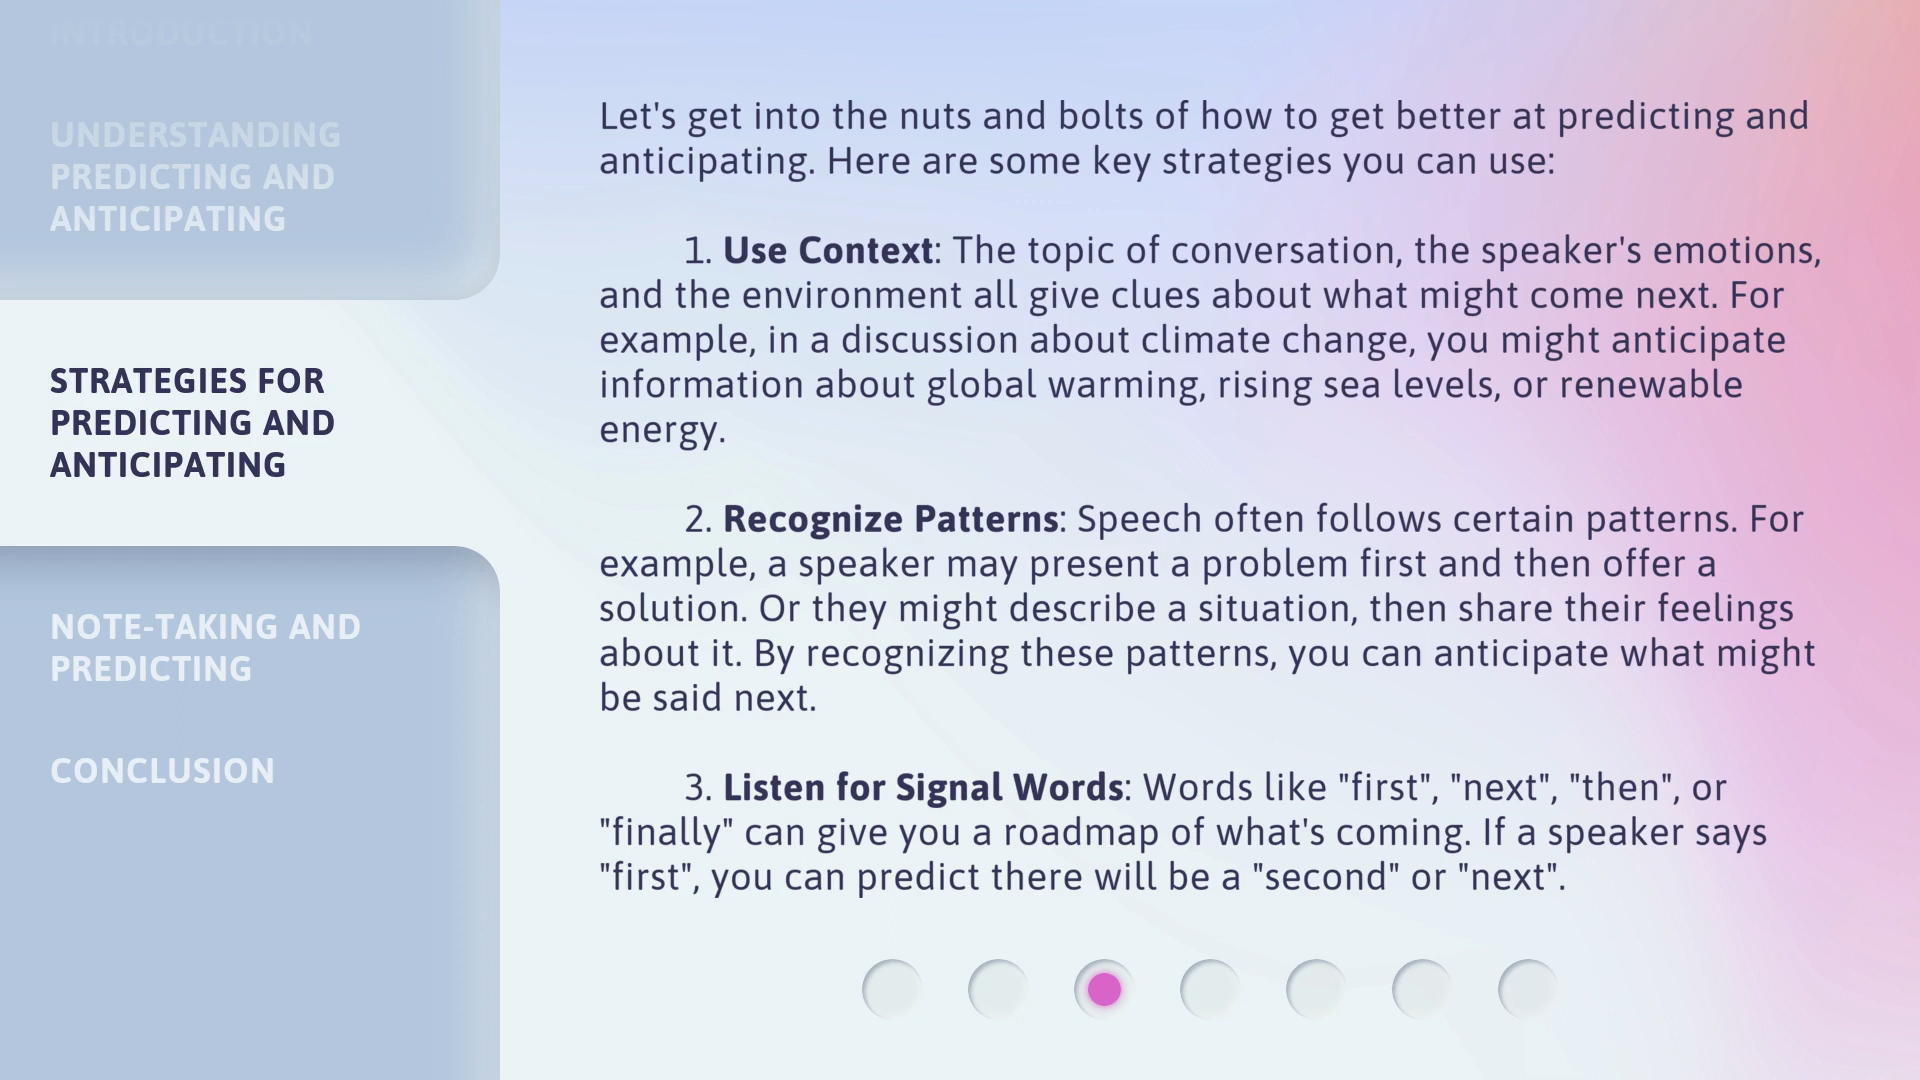 INTRODUCTION
UNDERSTANDING
PREDICTING AND
ANTICIPATING
STRATEGIES FOR
PREDICTING AND
ANTICIPATING
NOTE-TAKING AND
PREDICTING
CONCLUSION
Let's get into the nuts and bolts of how to get better at predicting and
anticipating. Here are some key strategies you can use:
1. Use Context: The topic of conversation, the speaker's emotions,
and the environment all give clues about what might come next. For
example, in a discussion about climate change, you might anticipate
information about global warming, rising sea levels, or renewable
energy.
2. Recognize Patterns: Speech often follows certain patterns. For
example, a speaker may present a problem first and then offer a
solution. Or they might describe a situation, then share their feelings
about it. By recognizing these patterns, you can anticipate what might
be said next.
3. Listen for Signal Words: Words like "first", "next", "then", or
"finally" can give you a roadmap of what's coming. If a speaker says
"first", you can predict there will be a "second" or "next".